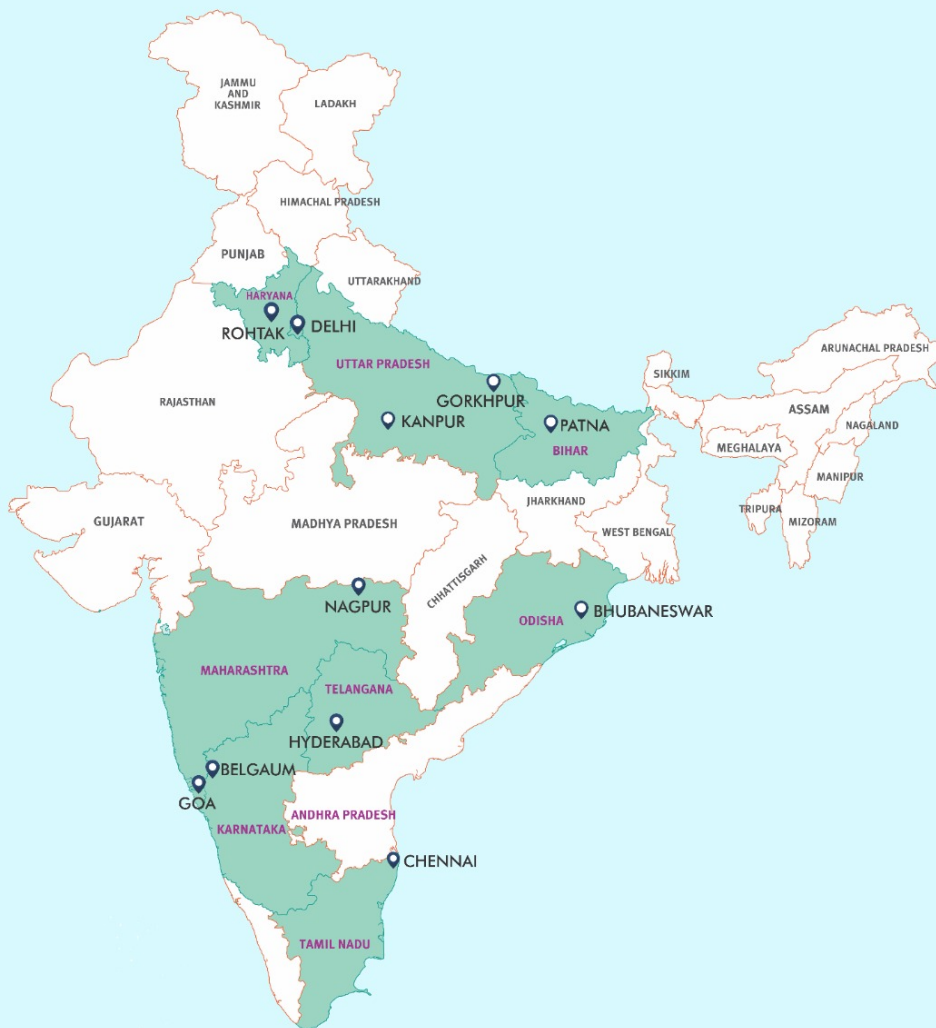 JAMMU
AND
KASHMIR
LADAKH
HIMACHAL PRADESH
PUNJAB
UTTARAKHAND
HARYANA
ROHTAK
DELHI
UTTAR PRADESH
RAJASTHAN
GORKHPUR
KANPUR
PATNA
BIHAR
SIKKIM
ARUNACHAL PRADESH
ASSAM
NAGALAND
MEGHALAYA
MANIPUR
TRIPURA
MIZORAM
GUJARAT
MADHYA PRADESH
JHARKHAND
WEST BENGAL
CHHATTISGARH
NAGPUR
ODISHA
BHUBANESWAR
MAHARASHTRA
TELANGANA
HYDERABAD
BELGAUM
GOA
KARNATAKA
ANDHRA PRADESH
CHENNAI
TAMIL NADU